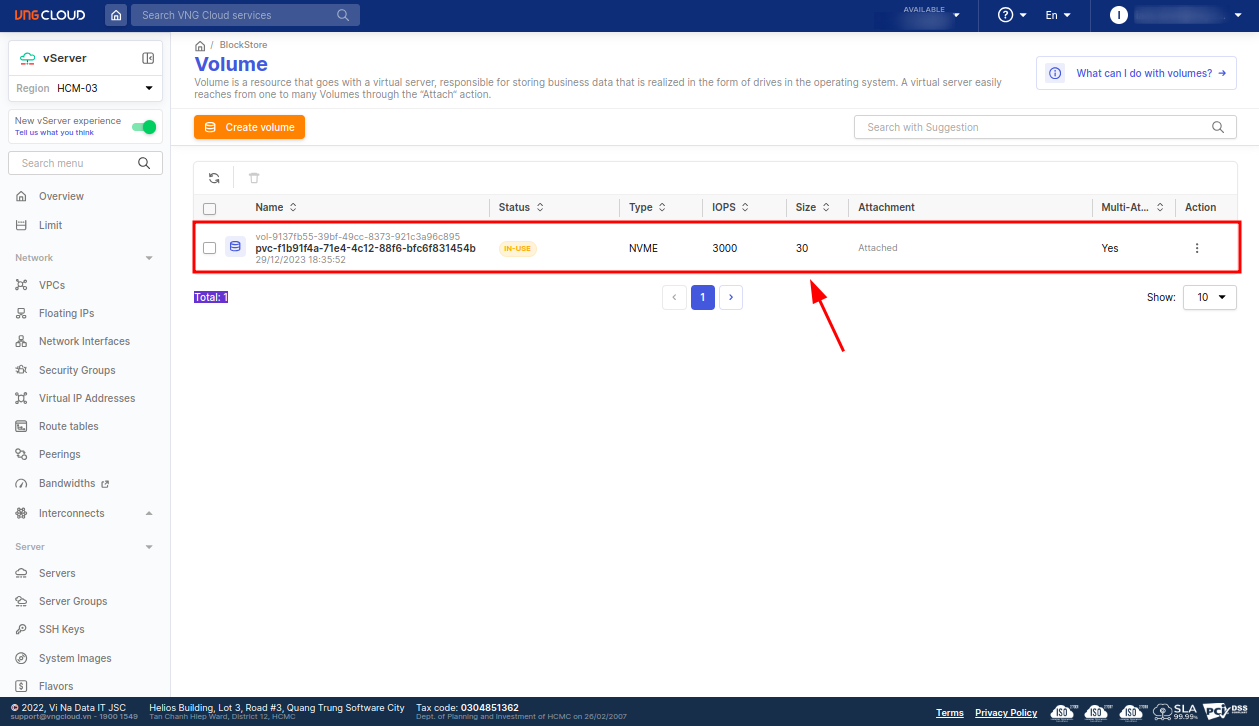 VNGCLOUD
Search VNG Cloud services
AVAILABLE
En
I
vServer
Region HCM-03
New vServer experience
Tell us what you think
Search menu
Overview
Limit
Network
VPCs
Floating IPs
Network Interfaces
Security Groups
Virtual IP Addresses
Route tables
Peerings
Bandwidths
Interconnects
Server
Servers
Server Groups
SSH Keys
System Images
Flavors
/ BlockStore
Volume
Volume is a resource that goes with a virtual server, responsible for storing business data that is realized in the form of drives in the operating system. A virtual server easily
reaches from one to many Volumes through the "Attach" action.
What can I do with volumes?
Create volume
Search with Suggestion
Name Status Type IOPS Size Attachment Multi-At... Action
vol-9137fb55-39bf-49cc-8373-921c3a96c895
pvc-f1b91f4a-71e4-4c12-88f6-bfc6f831454b IN-USE NVME 3000 30 Attached Yes
29/12/2023 18:35:52
Total: 1
1
Show: 10
© 2022, Vi Na Data IT JSC
support@vngcloud.vn - 1900 1549
Helios Building, Lot 3, Road #3, Quang Trung Software City
Tan Chanh Hiep Ward, District 12, HCMC
Tax code: 0304851362
Dept. of Planning and Investment of HCMC on 26/02/2007
Terms Privacy Policy
ISO ISO ISO
SLA
99.99%
PCI DSS